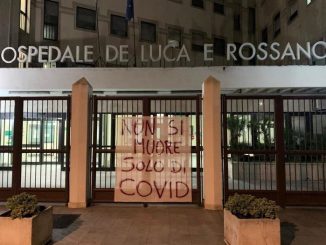 OSPEDALE DE LUCA E ROSSANO
NON SI
MUORE
SOLO DI
COVID